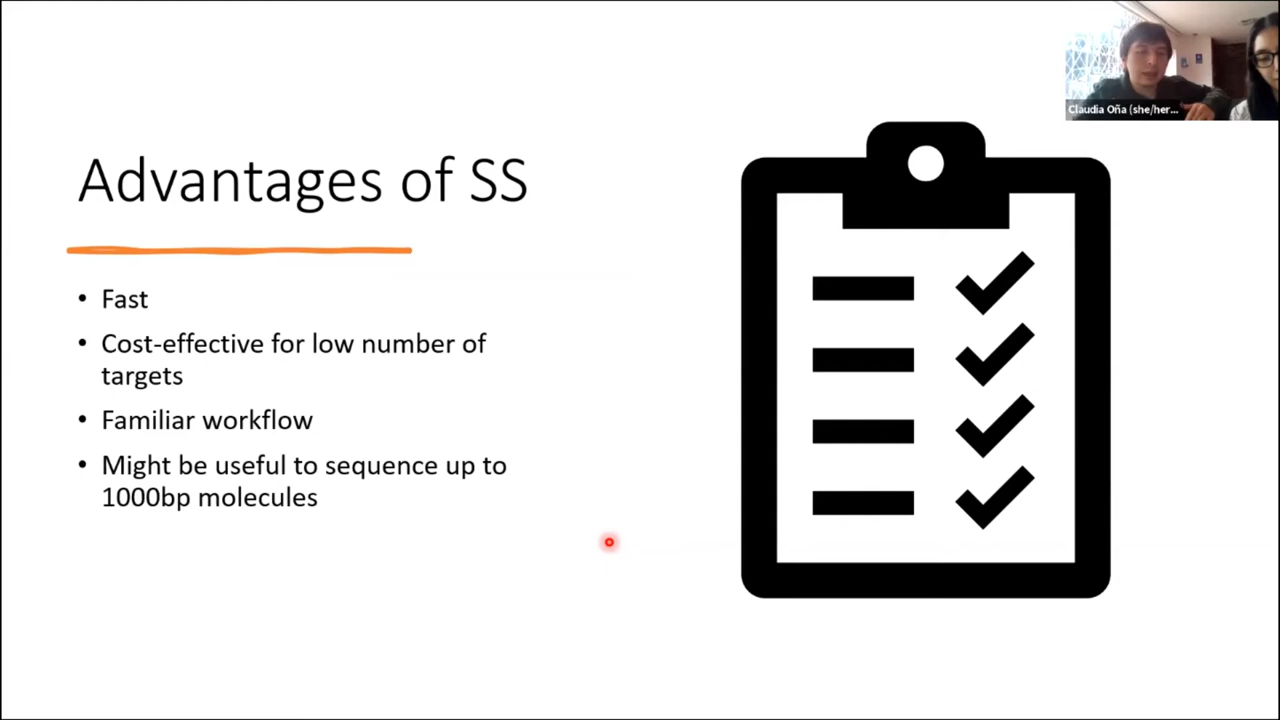 Claudia Oña (she/her...
Advantages of SS
• Fast
• Cost-effective for low number of
targets
• Familiar workflow
• Might be useful to sequence up to
1000bp molecules